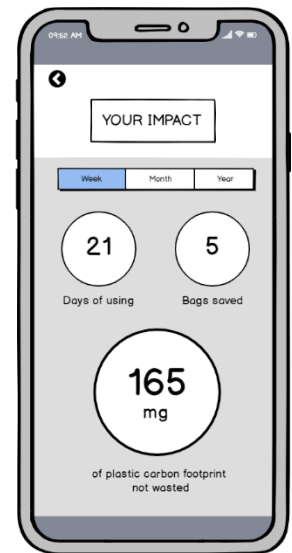 09:52 AM
YOUR IMPACT
Week Month Year
21 5
Days of using Bags saved
165
mg
of plastic carbon footprint
not wasted